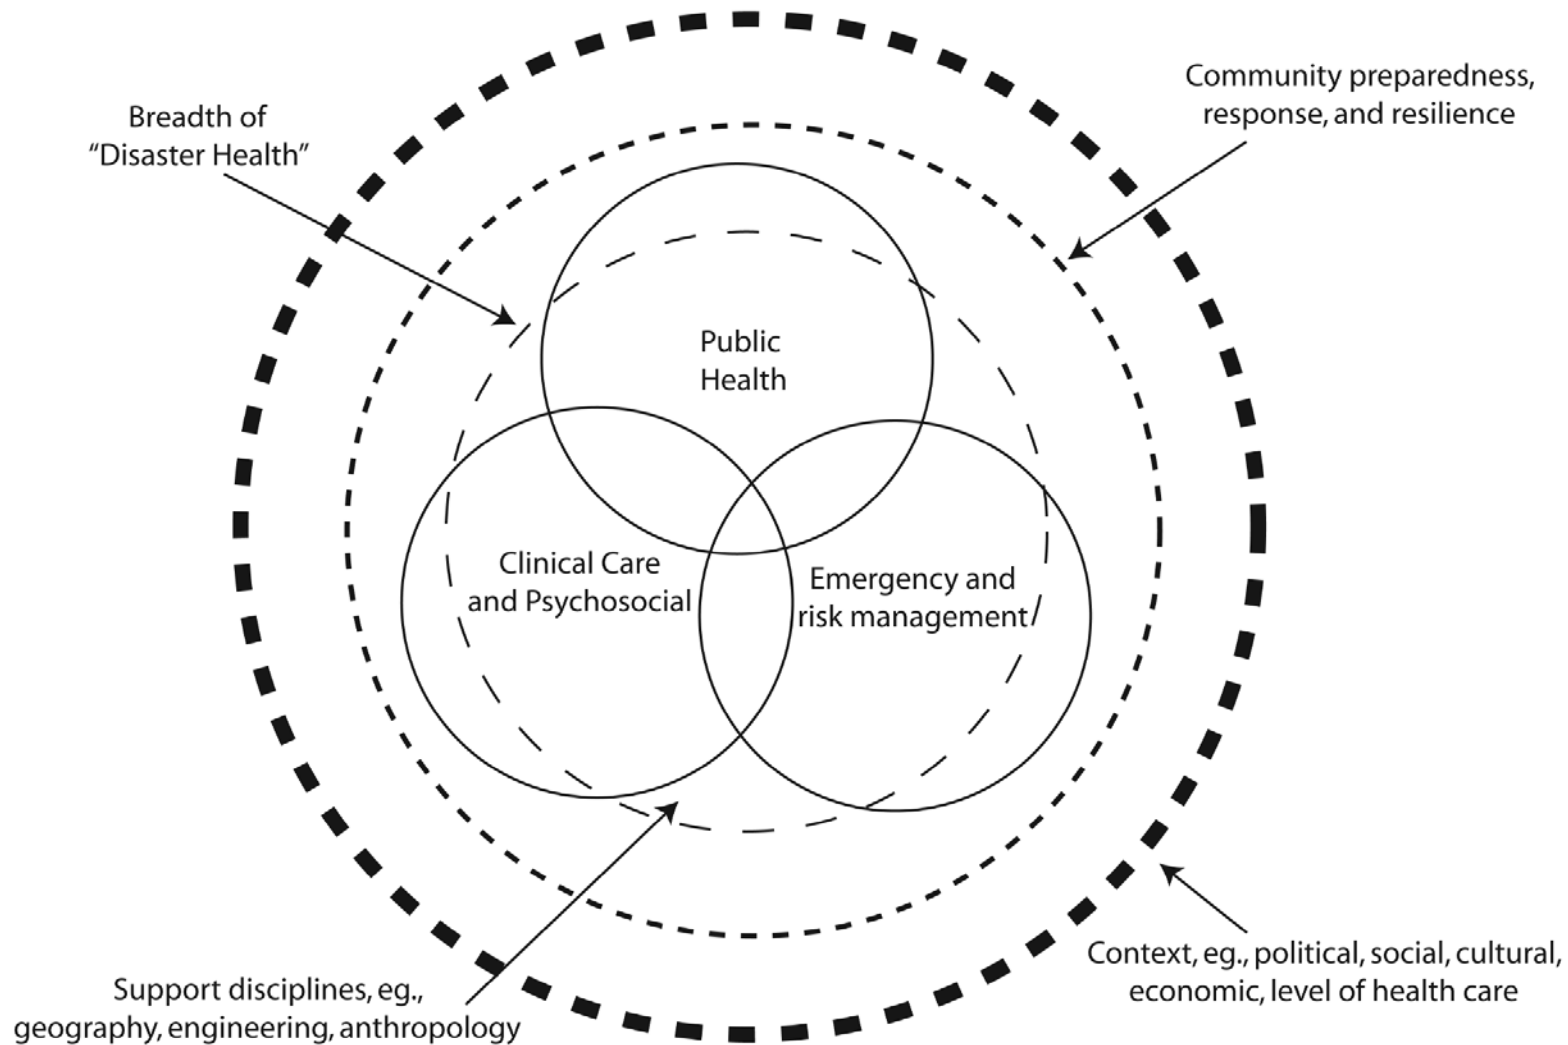 Community preparedness,
response, and resilience
Breadth of
“Disaster Health”
Public
Health
Clinical Care
and Psychosocial
Emergency and
risk management
Context, eg., political, social, cultural,
economic, level of health care
Support disciplines, eg.,
geography, engineering, anthropology